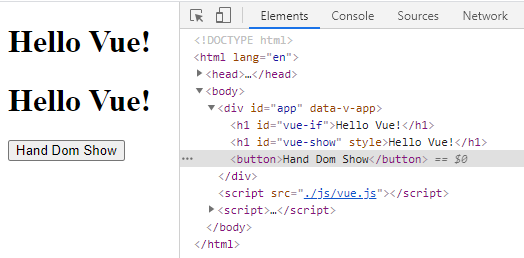 Hello Vue!
Hello Vue!
Hand Dom Show
Elements Console Sources Network
<!DOCTYPE html>
<html lang="en">
<head>…</head>
<body>
<div id="app" data-v-app>
<h1 id="vue-if">Hello Vue!</h1>
<h1 id="vue-show" style>Hello Vue!</h1>
<button>Hand Dom Show</button> == $0
</div>
<script src="./js/vue.js"></script>
<script>…</script>
</body>
</html>